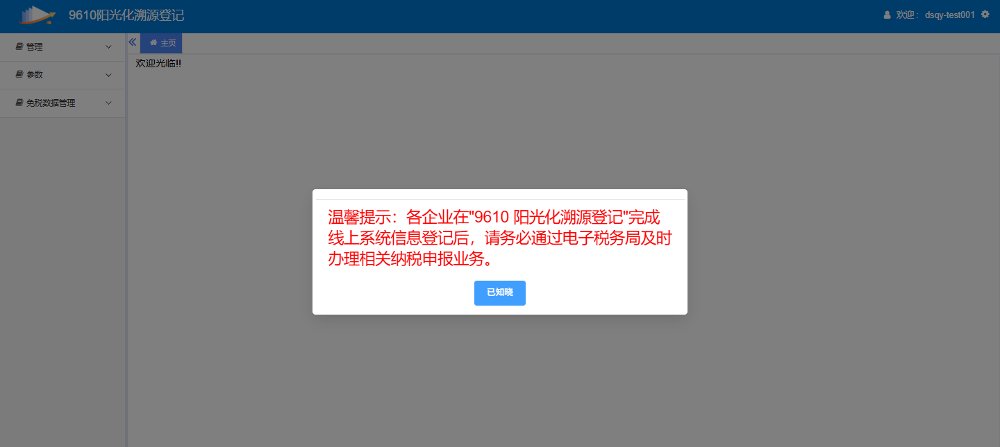 9610阳光化溯源登记
欢迎： dsqy-test001
管理
主页
欢迎光临!!
参数
免税数据管理
温馨提示：各企业在"9610 阳光化溯源登记"完成
线上系统信息登记后，请务必通过电子税务局及时
办理相关纳税申报业务。
已知晓